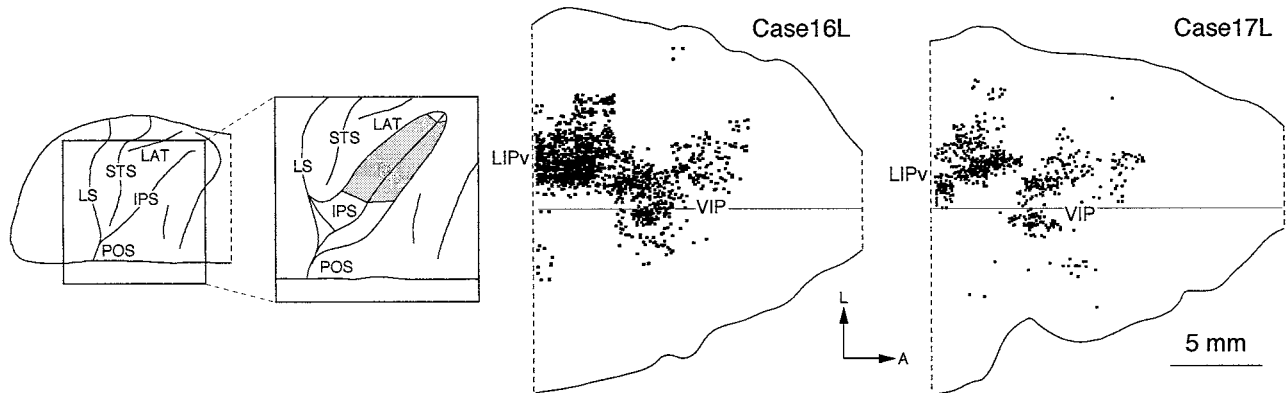 LS
STS
LAT
IPS
POS
LS
STS
LAT
IPS
POS
Case16L
LIPv
VIP
L
A
Case17L
LIPv
VIP
5 mm